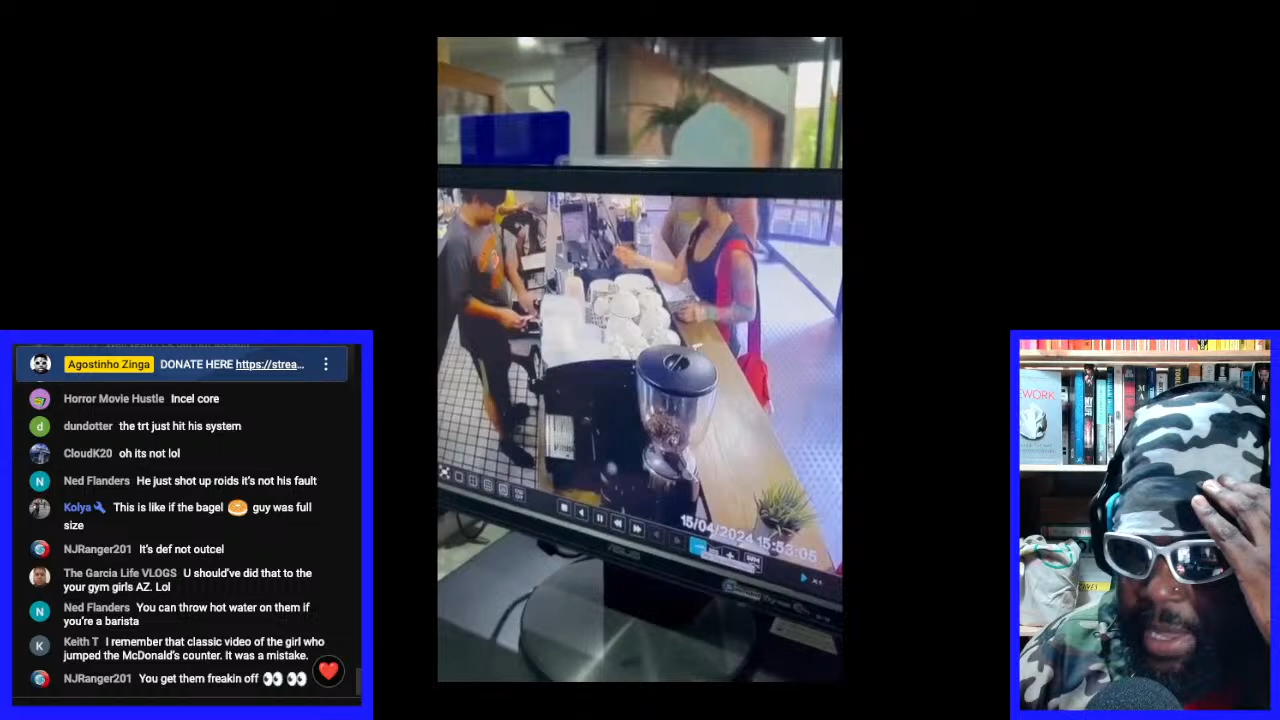 15/04/2024 15:53:05
ASUS
Agostinho Zinga DONATE HERE https://strea...
Horror Movie Hustle Incel core
dundotter the trt just hit his system
CloudK20 oh its not lol
Ned Flanders He just shot up roids it's not his fault
Kolya This is like if the bagel 🥯 guy was full
size
NJRanger201 It's def not outcel
The Garcia Life VLOGS U should've did that to the
your gym girls AZ. Lol
Ned Flanders You can throw hot water on them if
you're a barista
Keith T I remember that classic video of the girl who
jumped the McDonald's counter. It was a mistake.
NJRanger201 You get them freakin off 👀 👀
EWORK